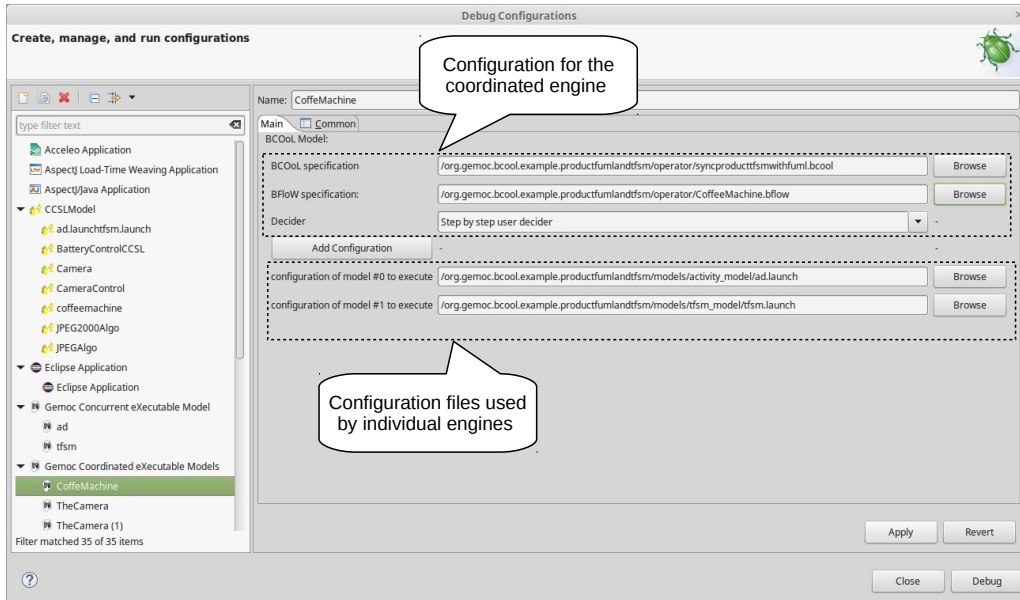 Debug Configurations
Create, manage, and run configurations
Configuration for the
coordinated engine
Name: CoffeMachine
type filter text
Main Common
BCOoL Model:
Acceleo Application
AspectJ Load-Time Weaving Application
AspectJ/Java Application
CCSLModel
ad.launchtfsm.launch
BatteryControlCCSL
Camera
CameraControl
coffeemachine
JPEG2000Algo
JPEGAlgo
Eclipse Application
Eclipse Application
Gemoc Concurrent eXecutable Model
ad
tfsm
Gemoc Coordinated eXecutable Models
CoffeMachine
TheCamera
TheCamera (1)
Filter matched 35 of 35 items
BCOoL specification /org.gemoc.bcool.example.productfumlandtfsm/operator/syncproducttfsmwithfuml.bcool Browse
BFloW specification: /org.gemoc.bcool.example.productfumlandtfsm/operator/CoffeeMachine.bflow Browse
Decider Step by step user decider -
Add Configuration - -
configuration of model #0 to execute /org.gemoc.bcool.example.productfumlandtfsm/models/activity_model/ad.launch Browse
configuration of model #1 to execute /org.gemoc.bcool.example.productfumlandtfsm/models/tfsm_model/tfsm.launch Browse
Configuration files used
by individual engines
Apply Revert
Close Debug